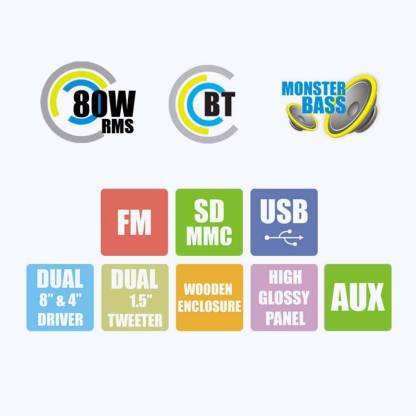 80W
RMS
BT
MONSTER
BASS
FM
SD
MMC
USB
DUAL
8" & 4"
DRIVER
DUAL
1.5"
TWEETER
WOODEN
ENCLOSURE
HIGH
GLOSSY
PANEL
AUX